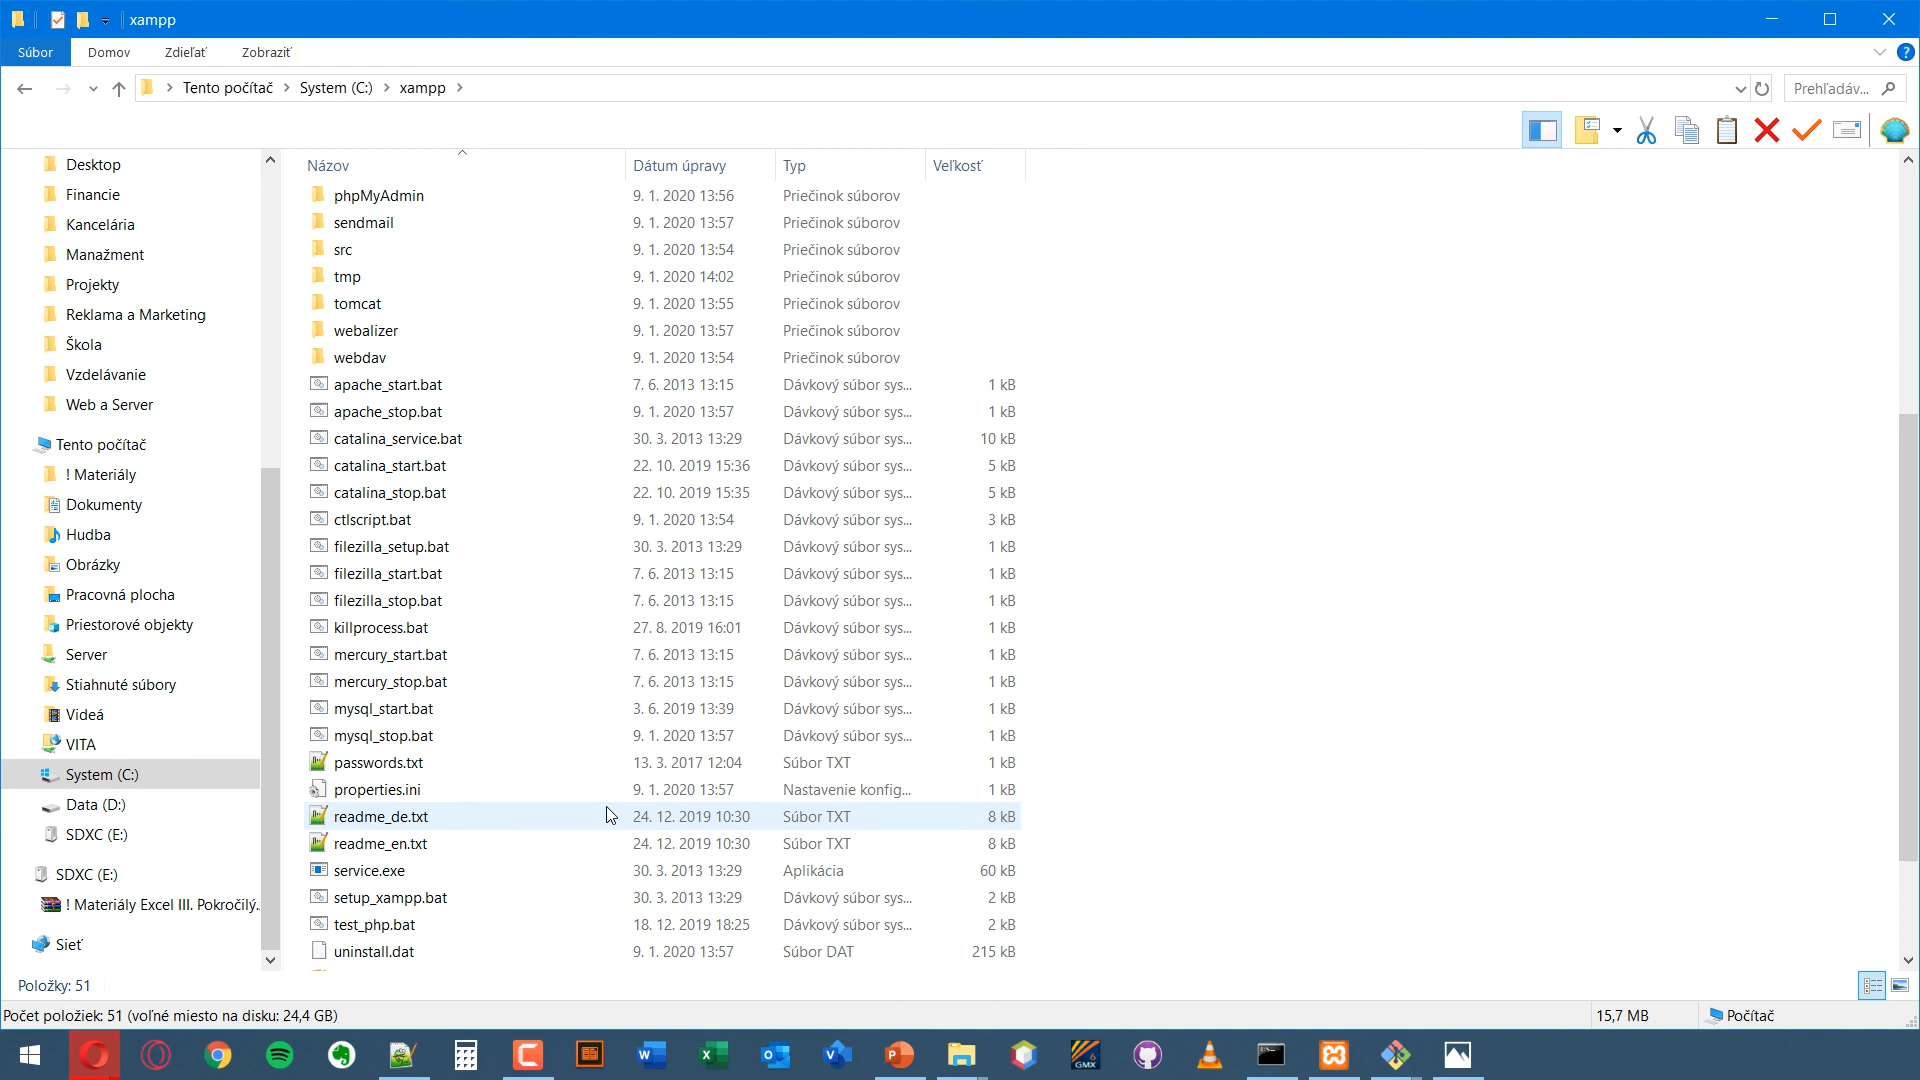 xampp
Súbor Domov Zdieľať Zobraziť
Tento počítač System (C:) xampp
Prehľadáv...
Názov Dátum úpravy Typ Veľkosť
Desktop
Financie
Kancelária
Manažment
Projekty
Reklama a Marketing
Škola
Vzdelávanie
Web a Server
Tento počítač
! Materiály
Dokumenty
Hudba
Obrázky
Pracovná plocha
Priestorové objekty
Server
Stiahnuté súbory
Videá
VITA
System (C:)
Data (D:)
SDXC (E:)
SDXC (E:)
! Materiály Excel III. Pokročilý.
Sieť
phpMyAdmin 9. 1. 2020 13:56 Priečinok súborov
sendmail 9. 1. 2020 13:57 Priečinok súborov
src 9. 1. 2020 13:54 Priečinok súborov
tmp 9. 1. 2020 14:02 Priečinok súborov
tomcat 9. 1. 2020 13:55 Priečinok súborov
webalizer 9. 1. 2020 13:57 Priečinok súborov
webdav 9. 1. 2020 13:54 Priečinok súborov
apache_start.bat 7. 6. 2013 13:15 Dávkový súbor sys... 1 kB
apache_stop.bat 9. 1. 2020 13:57 Dávkový súbor sys... 1 kB
catalina_service.bat 30. 3. 2013 13:29 Dávkový súbor sys... 10 kB
catalina_start.bat 22. 10. 2019 15:36 Dávkový súbor sys... 5 kB
catalina_stop.bat 22. 10. 2019 15:35 Dávkový súbor sys... 5 kB
ctlscript.bat 9. 1. 2020 13:54 Dávkový súbor sys... 3 kB
filezilla_setup.bat 30. 3. 2013 13:29 Dávkový súbor sys... 1 kB
filezilla_start.bat 7. 6. 2013 13:15 Dávkový súbor sys... 1 kB
filezilla_stop.bat 7. 6. 2013 13:15 Dávkový súbor sys... 1 kB
killprocess.bat 27. 8. 2019 16:01 Dávkový súbor sys... 1 kB
mercury_start.bat 7. 6. 2013 13:15 Dávkový súbor sys... 1 kB
mercury_stop.bat 7. 6. 2013 13:15 Dávkový súbor sys... 1 kB
mysql_start.bat 3. 6. 2019 13:39 Dávkový súbor sys... 1 kB
mysql_stop.bat 9. 1. 2020 13:57 Dávkový súbor sys... 1 kB
passwords.txt 13. 3. 2017 12:04 Súbor TXT 1 kB
properties.ini 9. 1. 2020 13:57 Nastavenie konfig... 1 kB
readme_de.txt 24. 12. 2019 10:30 Súbor TXT 8 kB
readme_en.txt 24. 12. 2019 10:30 Súbor TXT 8 kB
service.exe 30. 3. 2013 13:29 Aplikácia 60 kB
setup_xampp.bat 30. 3. 2013 13:29 Dávkový súbor sys... 2 kB
test_php.bat 18. 12. 2019 18:25 Dávkový súbor sys... 2 kB
uninstall.dat 9. 1. 2020 13:57 Súbor DAT 215 kB
Položky: 51
Počet položiek: 51 (voľné miesto na disku: 24,4 GB) 15,7 MB Počítač
GMX